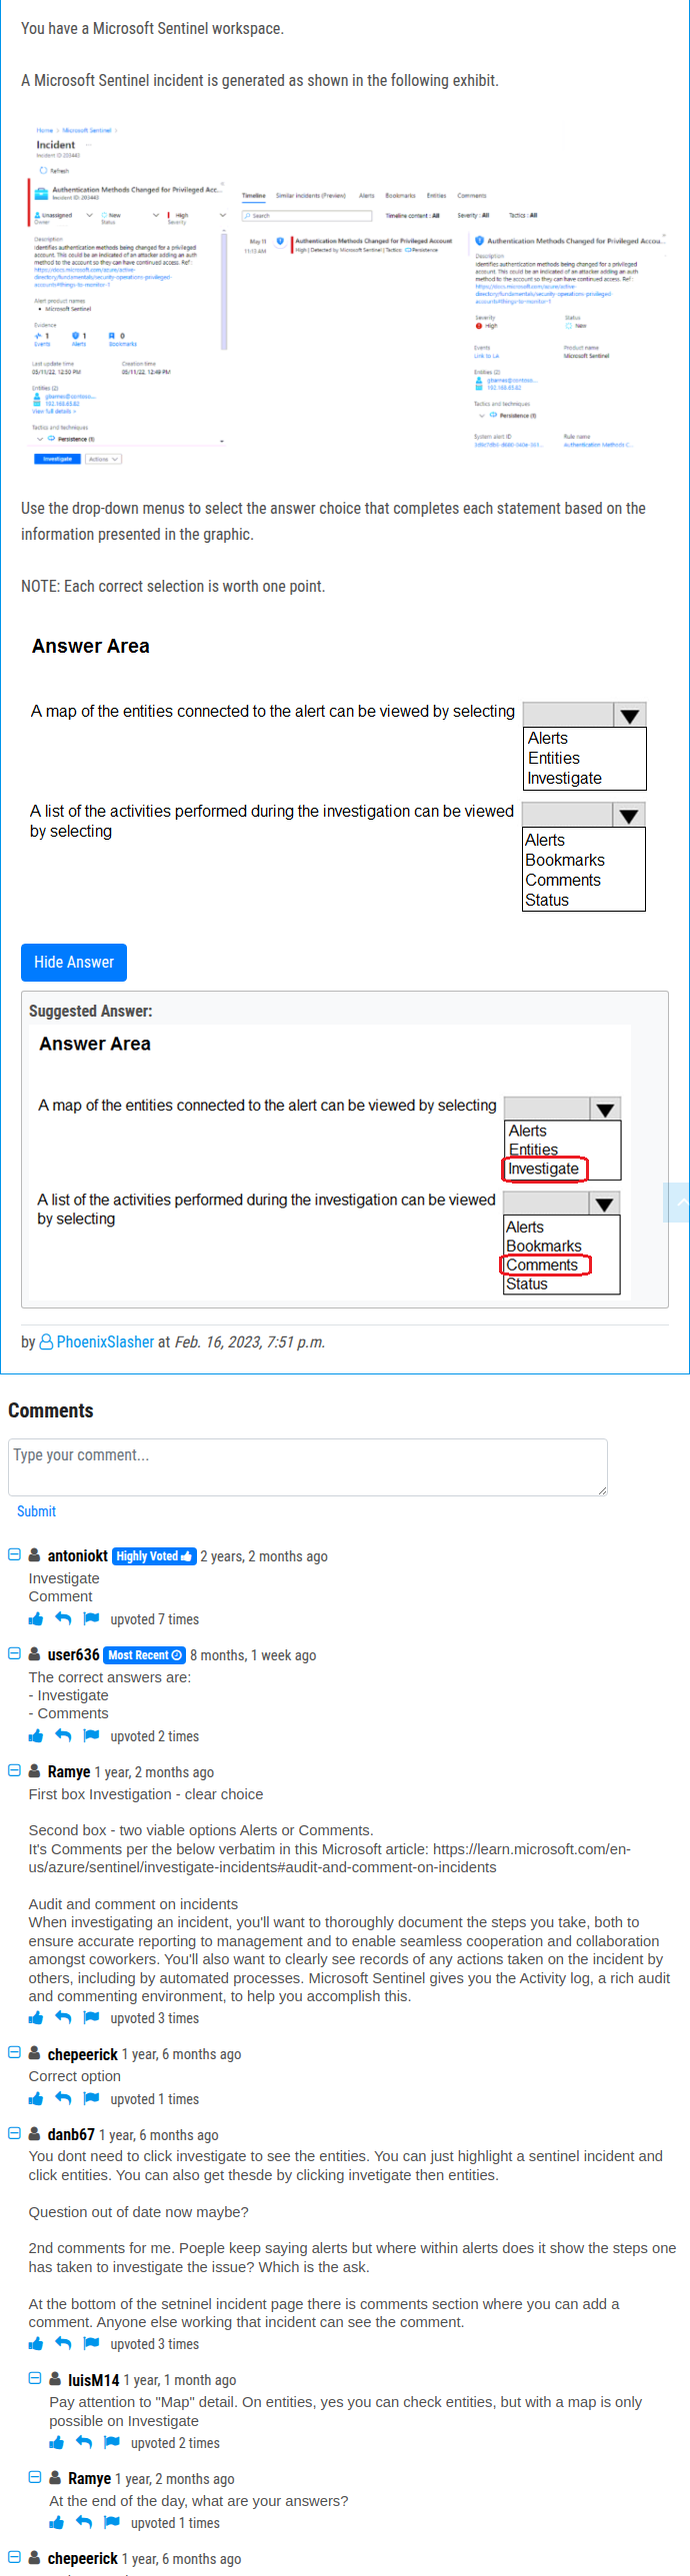 You have a Microsoft Sentinel workspace.
A Microsoft Sentinel incident is generated as shown in the following exhibit.
Home > Microsoft Sentinel >
Incident ...
Incident ID 203443
Refresh
Authentication Methods Changed for Privileged Acc...
Incident ID: 203443
Unassigned
Owner
New
Status
High
Severity
Description
Identifies authentication methods being changed for a privileged
account. This could be an indicated of an attacker adding an auth
method to the account so they can have continued access. Ref :
https://docs.microsoft.com/azure/active-
directory/fundamentals/security-operations-privileged-
accounts#things-to-monitor-1
Alert product names
• Microsoft Sentinel
Evidence
1
Events
1
Alerts
0
Bookmarks
Last update time
05/11/22, 12:50 PM
Creation time
05/11/22, 12:49 PM
Entities (2)
gbarnes@contoso...
192.168.65.82
View full details >
Tactics and techniques
Persistence (1)
Investigate
Actions
Timeline Similar incidents (Preview) Alerts Bookmarks Entities Comments
Search
Timeline content : All Severity : All Tactics : All
May 11
11:13 AM
Authentication Methods Changed for Privileged Account
High | Detected by Microsoft Sentinel | Tactics: Persistence
Authentication Methods Changed for Privileged Accou...
Description
Identifies authentication methods being changed for a privileged
account. This could be an indicated of an attacker adding an auth
method to the account so they can have continued access. Ref :
https://docs.microsoft.com/azure/active-
directory/fundamentals/security-operations-privileged-
accounts#things-to-monitor-1
Severity
High
Status
New
Events
Link to LA
Product name
Microsoft Sentinel
Entities (2)
gbarnes@contoso...
192.168.65.82
Tactics and techniques
Persistence (1)
System alert ID
Rule name
Authentication Methods C...
Use the drop-down menus to select the answer choice that completes each statement based on the
information presented in the graphic.
NOTE: Each correct selection is worth one point.
Answer Area
A map of the entities connected to the alert can be viewed by selecting
Alerts
Entities
Investigate
A list of the activities performed during the investigation can be viewed
by selecting
Alerts
Bookmarks
Comments
Status
Hide Answer
Suggested Answer:
Answer Area
A map of the entities connected to the alert can be viewed by selecting
Alerts
Entities
Investigate
A list of the activities performed during the investigation can be viewed
by selecting
Alerts
Bookmarks
Comments
Status
by PhoenixSlasher at Feb. 16, 2023, 7:51 p.m.
Comments
Type your comment...
Submit
antoniokt Highly Voted 2 years, 2 months ago
Investigate
Comment
upvoted 7 times
user636 Most Recent 8 months, 1 week ago
The correct answers are:
- Investigate
- Comments
upvoted 2 times
Ramye 1 year, 2 months ago
First box Investigation - clear choice
Second box - two viable options Alerts or Comments.
It's Comments per the below verbatim in this Microsoft article: https://learn.microsoft.com/en-
us/azure/sentinel/investigate-incidents#audit-and-comment-on-incidents
Audit and comment on incidents
When investigating an incident, you'll want to thoroughly document the steps you take, both to
ensure accurate reporting to management and to enable seamless cooperation and collaboration
amongst coworkers. You'll also want to clearly see records of any actions taken on the incident by
others, including by automated processes. Microsoft Sentinel gives you the Activity log, a rich audit
and commenting environment, to help you accomplish this.
upvoted 3 times
chepeerick 1 year, 6 months ago
Correct option
upvoted 1 times
danb67 1 year, 6 months ago
You dont need to click investigate to see the entities. You can just highlight a sentinel incident and
click entities. You can also get thesde by clicking invetigate then entities.
Question out of date now maybe?
2nd comments for me. Poeple keep saying alerts but where within alerts does it show the steps one
has taken to investigate the issue? Which is the ask.
At the bottom of the setninel incident page there is comments section where you can add a
comment. Anyone else working that incident can see the comment.
upvoted 3 times
luisM14 1 year, 1 month ago
Pay attention to "Map" detail. On entities, yes you can check entities, but with a map is only
possible on Investigate
upvoted 2 times
Ramye 1 year, 2 months ago
At the end of the day, what are your answers?
upvoted 1 times
chepeerick 1 year, 6 months ago